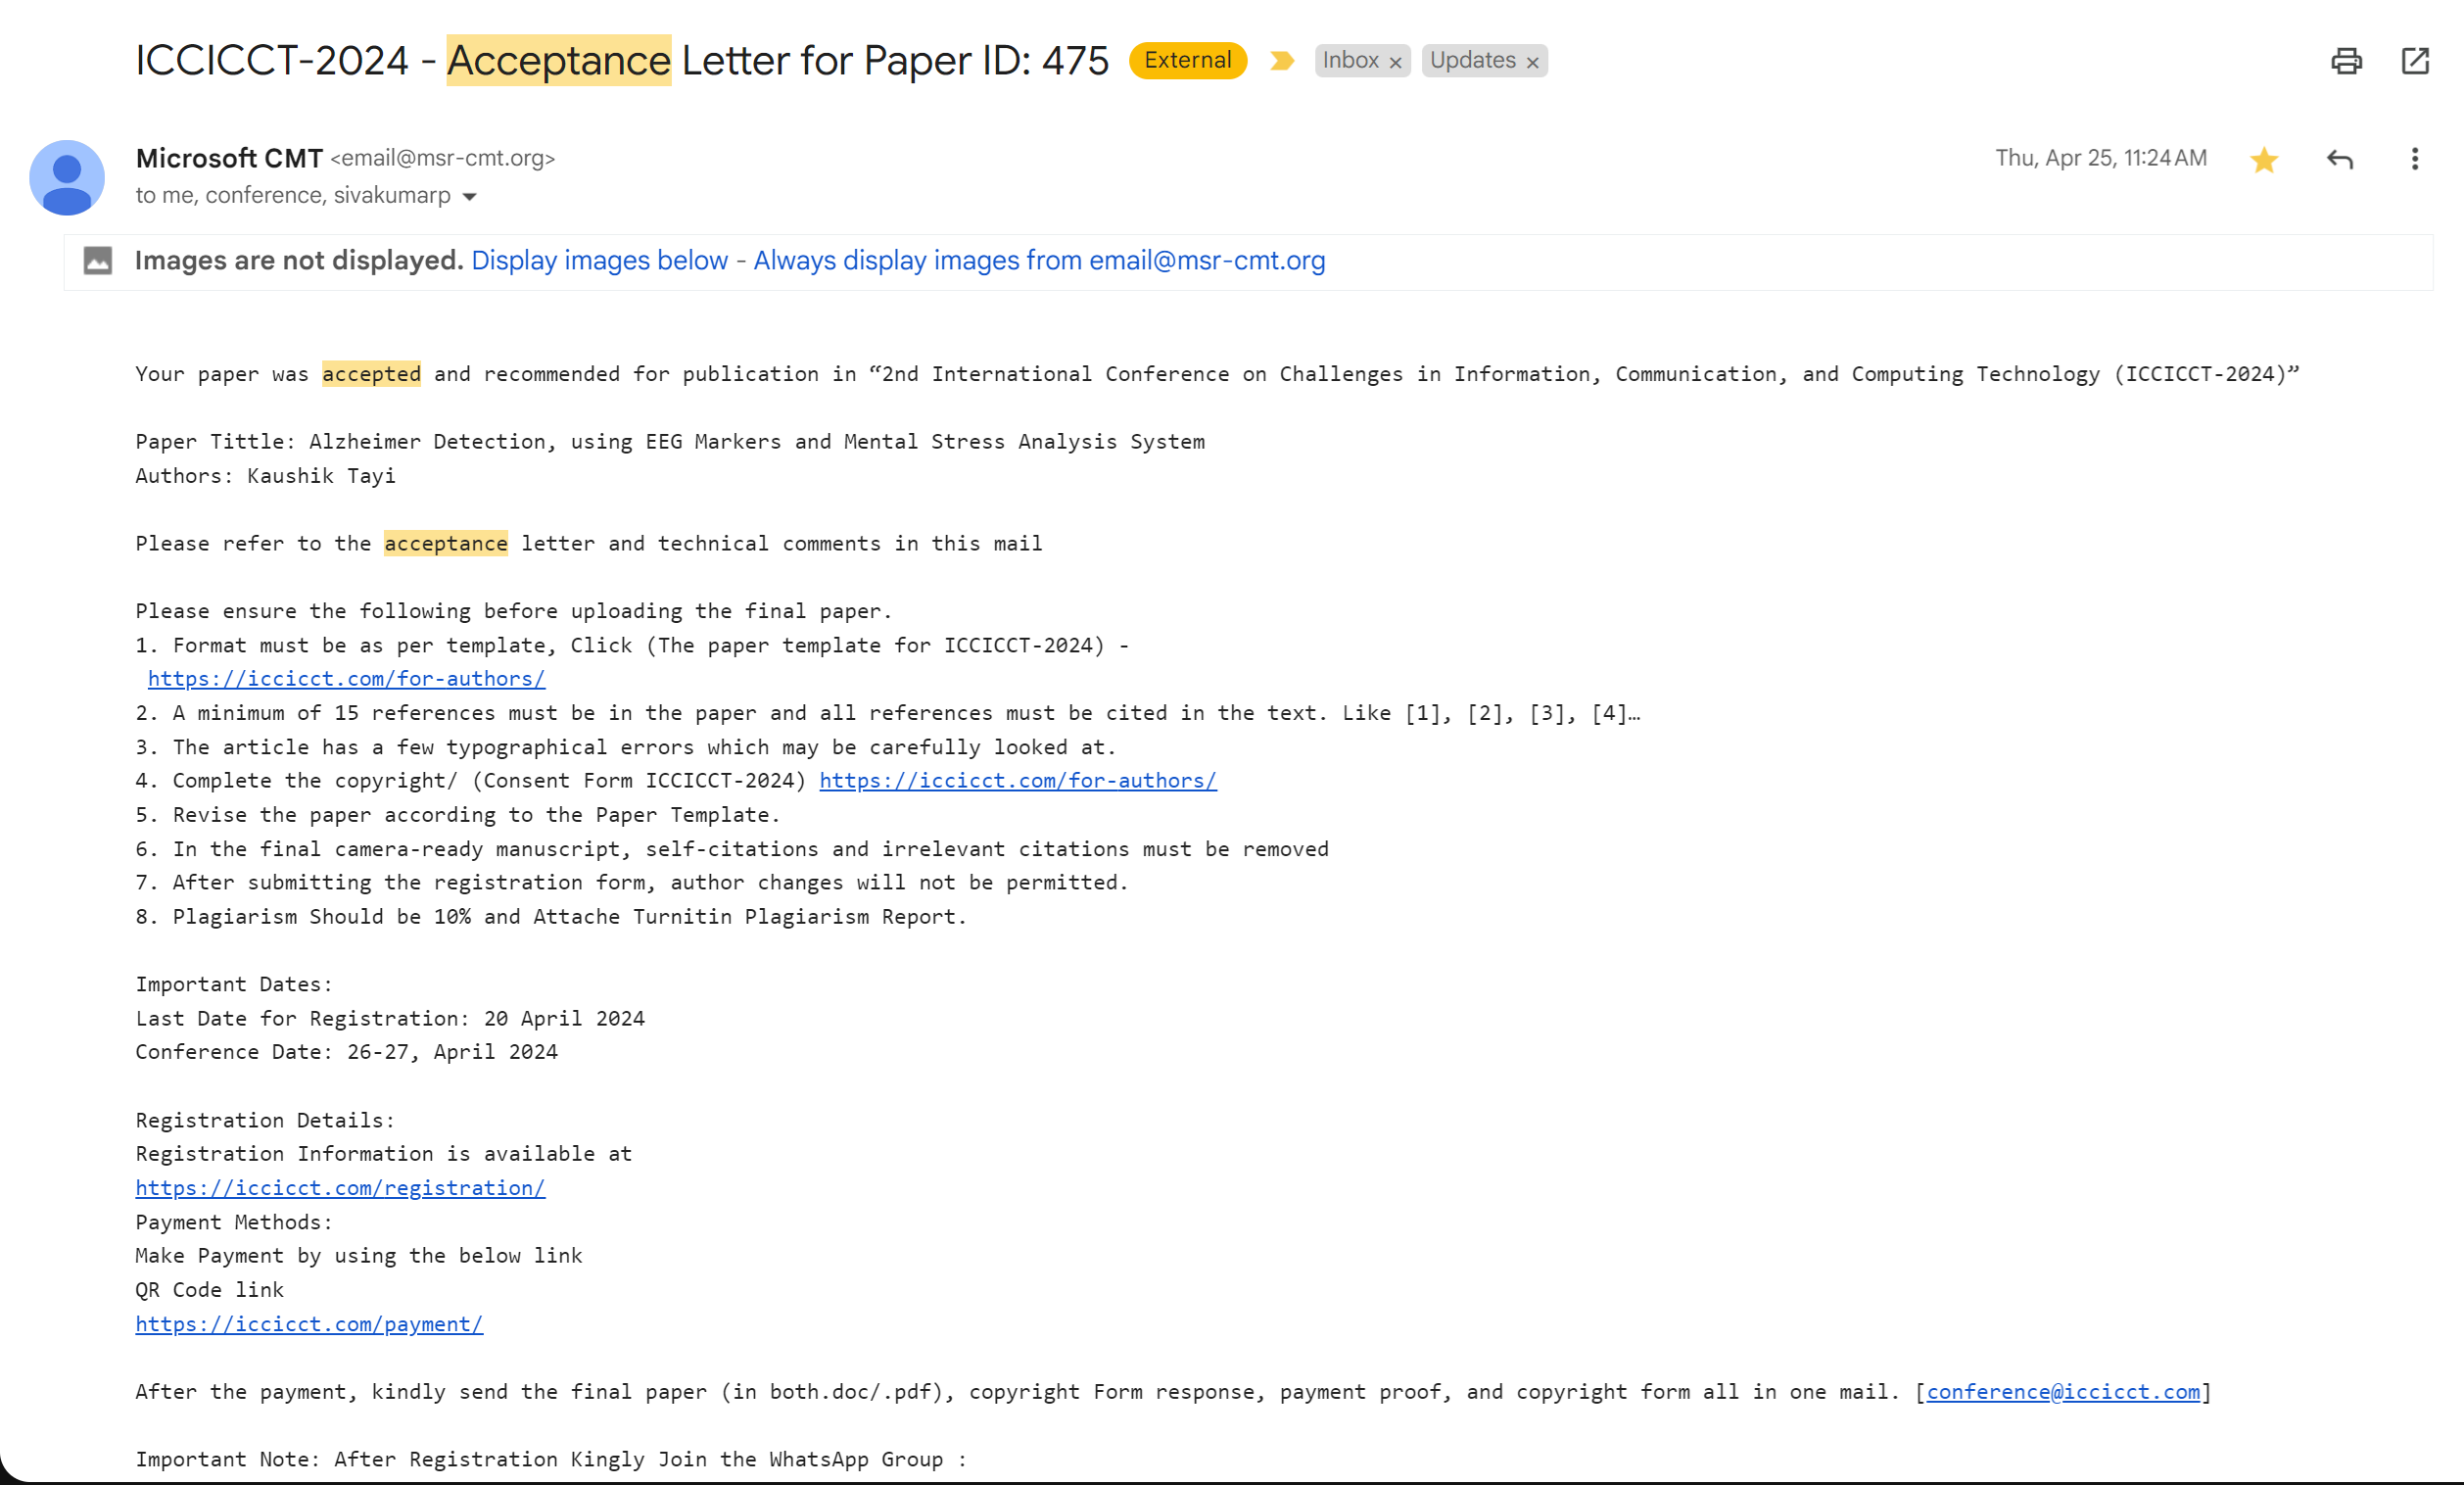 ICCICCT-2024 - Acceptance Letter for Paper ID: 475 External Inbox × Updates ×
Microsoft CMT <email@msr-cmt.org> Thu, Apr 25, 11:24 AM
to me, conference, sivakumarp
Images are not displayed. Display images below - Always display images from email@msr-cmt.org
Your paper was accepted and recommended for publication in “2nd International Conference on Challenges in Information, Communication, and Computing Technology (ICCICCT-2024)”
Paper Tittle: Alzheimer Detection, using EEG Markers and Mental Stress Analysis System
Authors: Kaushik Tayi
Please refer to the acceptance letter and technical comments in this mail
Please ensure the following before uploading the final paper.
1. Format must be as per template, Click (The paper template for ICCICCT-2024) -
https://iccicct.com/for-authors/
2. A minimum of 15 references must be in the paper and all references must be cited in the text. Like [1], [2], [3], [4]…
3. The article has a few typographical errors which may be carefully looked at.
4. Complete the copyright/ (Consent Form ICCICCT-2024) https://iccicct.com/for-authors/
5. Revise the paper according to the Paper Template.
6. In the final camera-ready manuscript, self-citations and irrelevant citations must be removed
7. After submitting the registration form, author changes will not be permitted.
8. Plagiarism Should be 10% and Attache Turnitin Plagiarism Report.
Important Dates:
Last Date for Registration: 20 April 2024
Conference Date: 26-27, April 2024
Registration Details:
Registration Information is available at
https://iccicct.com/registration/
Payment Methods:
Make Payment by using the below link
QR Code link
https://iccicct.com/payment/
After the payment, kindly send the final paper (in both.doc/.pdf), copyright Form response, payment proof, and copyright form all in one mail. [conference@iccicct.com]
Important Note: After Registration Kingly Join the WhatsApp Group :